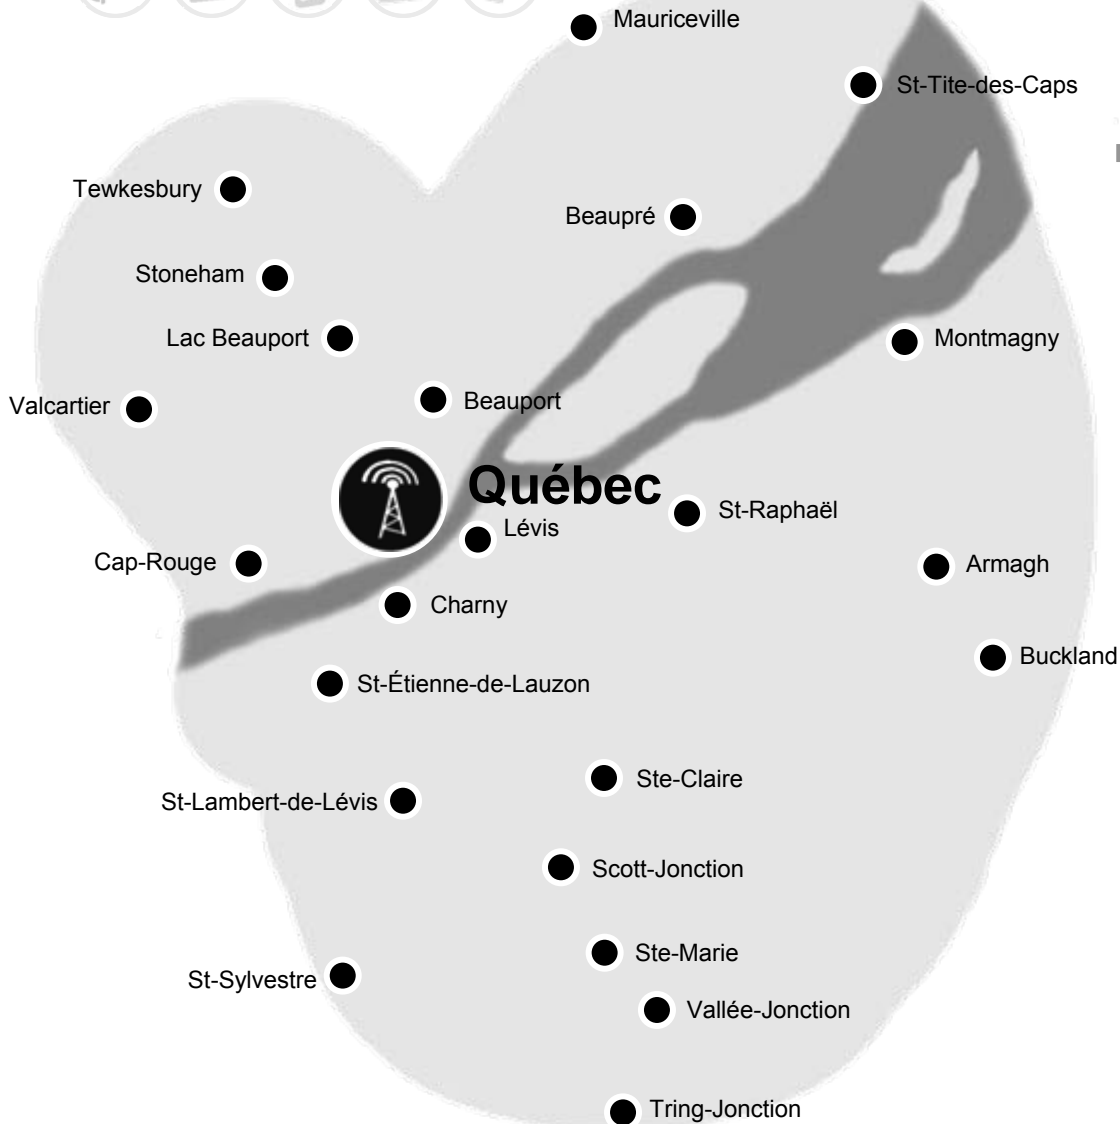 Mauriceville
St-Tite-des-Caps
Tewkesbury
Beaupré
Stoneham
Lac Beauport
Montmagny
Valcartier
Beauport
Québec
St-Raphaël
Lévis
Cap-Rouge
Armagh
Charny
Buckland
St-Étienne-de-Lauzon
Ste-Claire
St-Lambert-de-Lévis
Scott-Jonction
Ste-Marie
St-Sylvestre
Vallée-Jonction
Tring-Jonction